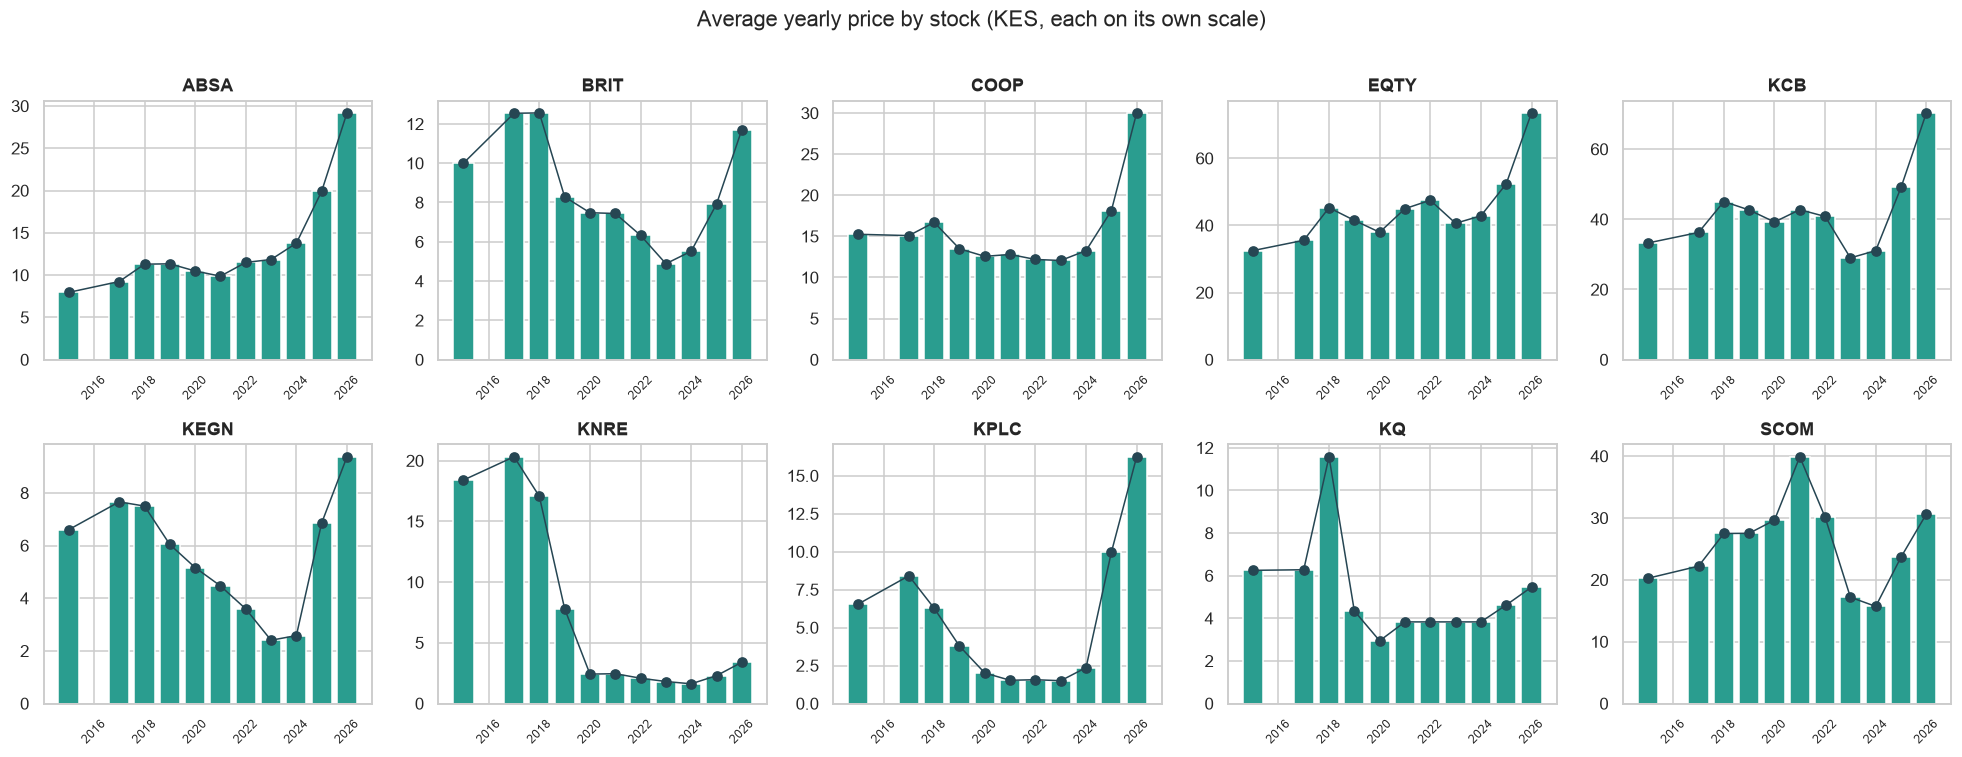 Average yearly price by stock (KES, each on its own scale)
ABSA
30
25
20
15
10
5
0
2016 2018 2020 2022 2024 2026
BRIT
12
10
8
6
4
2
0
2016 2018 2020 2022 2024 2026
COOP
30
25
20
15
10
5
0
2016 2018 2020 2022 2024 2026
EQTY
60
40
20
0
2016 2018 2020 2022 2024 2026
KCB
60
40
20
0
2016 2018 2020 2022 2024 2026
KEGN
8
6
4
2
0
2016 2018 2020 2022 2024 2026
KNRE
20
15
10
5
0
2016 2018 2020 2022 2024 2026
KPLC
15.0
12.5
10.0
7.5
5.0
2.5
0.0
2016 2018 2020 2022 2024 2026
KQ
12
10
8
6
4
2
0
2016 2018 2020 2022 2024 2026
SCOM
40
30
20
10
0
2016 2018 2020 2022 2024 2026